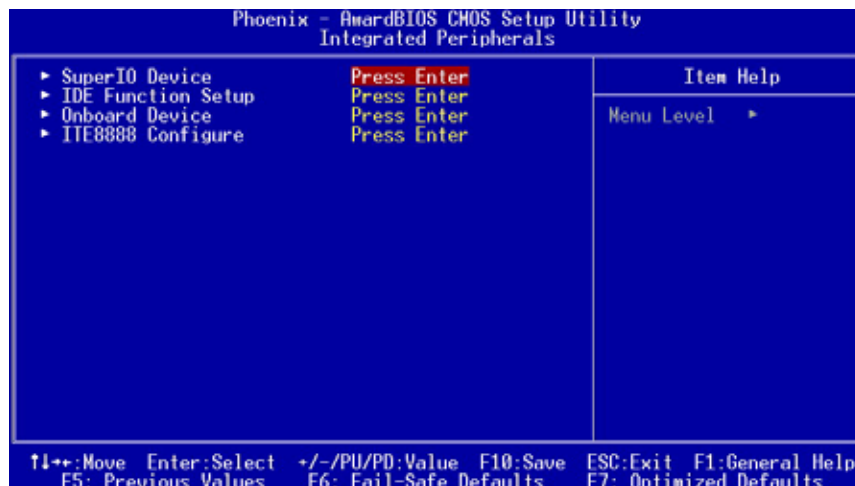 Phoenix - AwardBIOS CMOS Setup Utility
Integrated Peripherals
► SuperIO Device Press Enter
► IDE Function Setup Press Enter
► Onboard Device Press Enter
► ITE8888 Configure Press Enter
Item Help
Menu Level ►
↑↓→←:Move Enter:Select +/-/PU/PD:Value F10:Save ESC:Exit F1:General Help
F5: Previous Values F6: Fail-Safe Defaults F7: Optimized Defaults